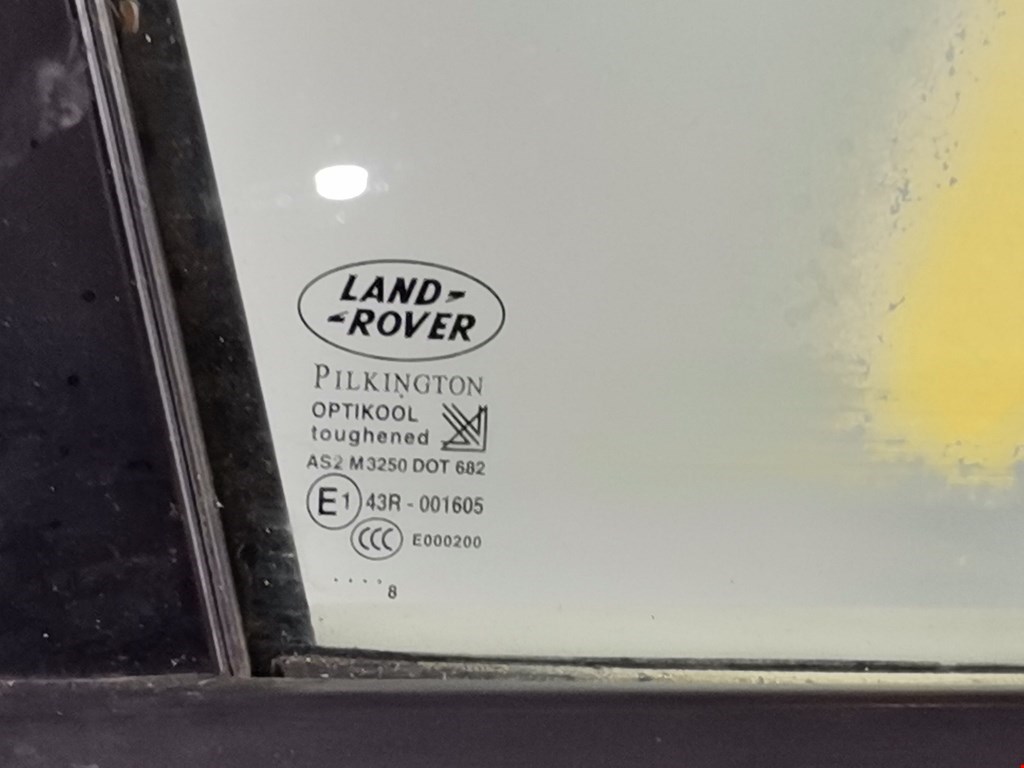 LAND-
-ROVER
PILKINGTON
OPTIKOOL
toughened
AS2 M3250 DOT 682
E1 43R - 001605
CCC E000200
. . . .
8